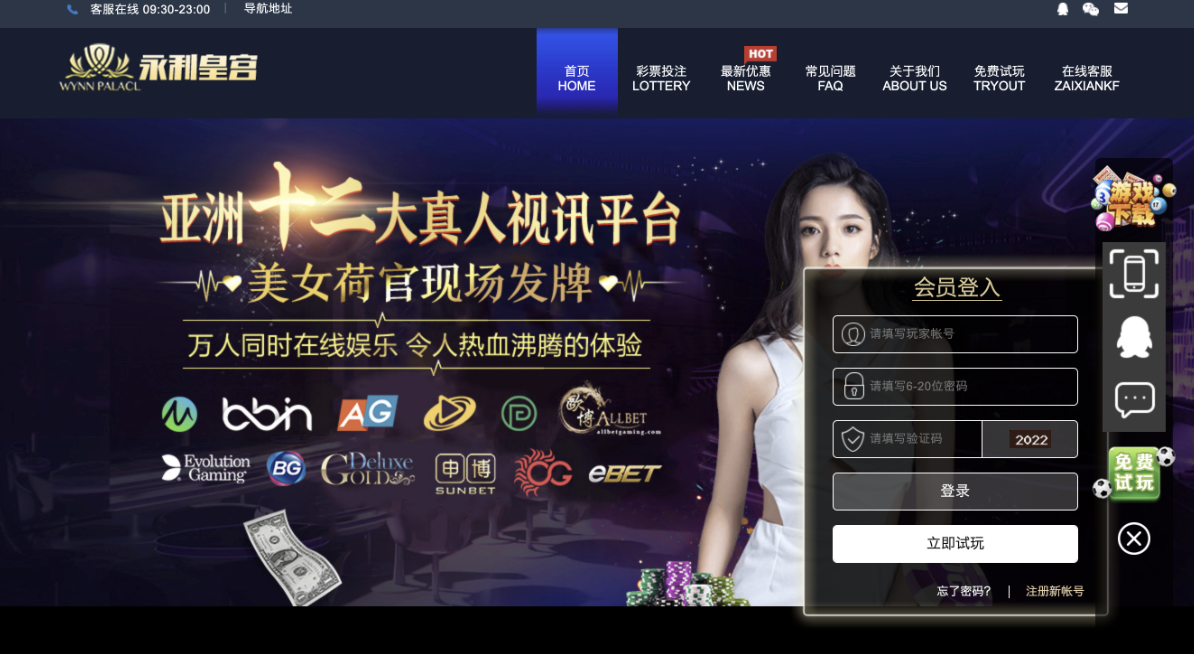 客服在线 09:30-23:00 | 导航地址
永利皇宫
WYNN PALACL
首页
HOME
彩票投注
LOTTERY
HOT
最新优惠
NEWS
常见问题
FAQ
关于我们
ABOUT US
免费试玩
TRYOUT
在线客服
ZAIXIANKF
亚洲十二大真人视讯平台
美女荷官现场发牌
万人同时在线娱乐 令人热血沸腾的体验
bbin
AG
欧博 ALLBET
allbetgaming.com
Evolution
Gaming
BG
Gold Deluxe
申博
SUNBET
OG
eBET
会员登入
请填写玩家帐号
请填写6-20位密码
请填写验证码
2022
登录
立即试玩
忘了密码? | 注册新帐号
游戏
下载
免费
试玩